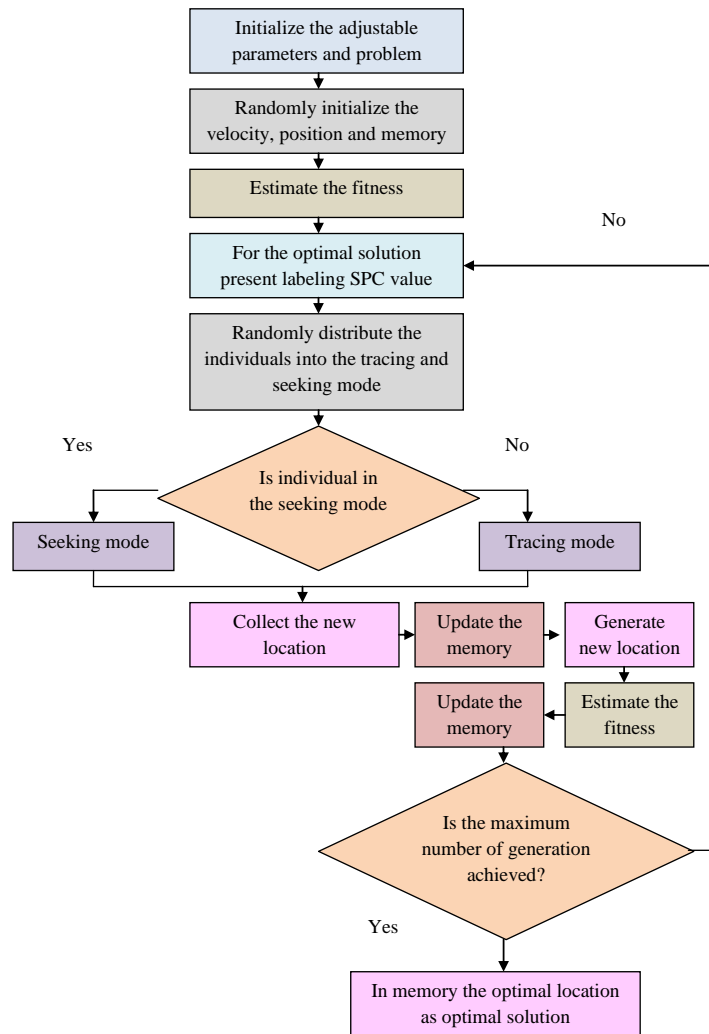 Initialize the adjustable
parameters and problem
Randomly initialize the
velocity, position and memory
Estimate the fitness
No
For the optimal solution
present labeling SPC value
Randomly distribute the
individuals into the tracing and
seeking mode
Yes
No
Is individual in
the seeking mode
Seeking mode
Tracing mode
Collect the new
location
Update the
memory
Generate
new location
Update the
memory
Estimate the
fitness
Is the maximum
number of generation
achieved?
Yes
In memory the optimal location
as optimal solution